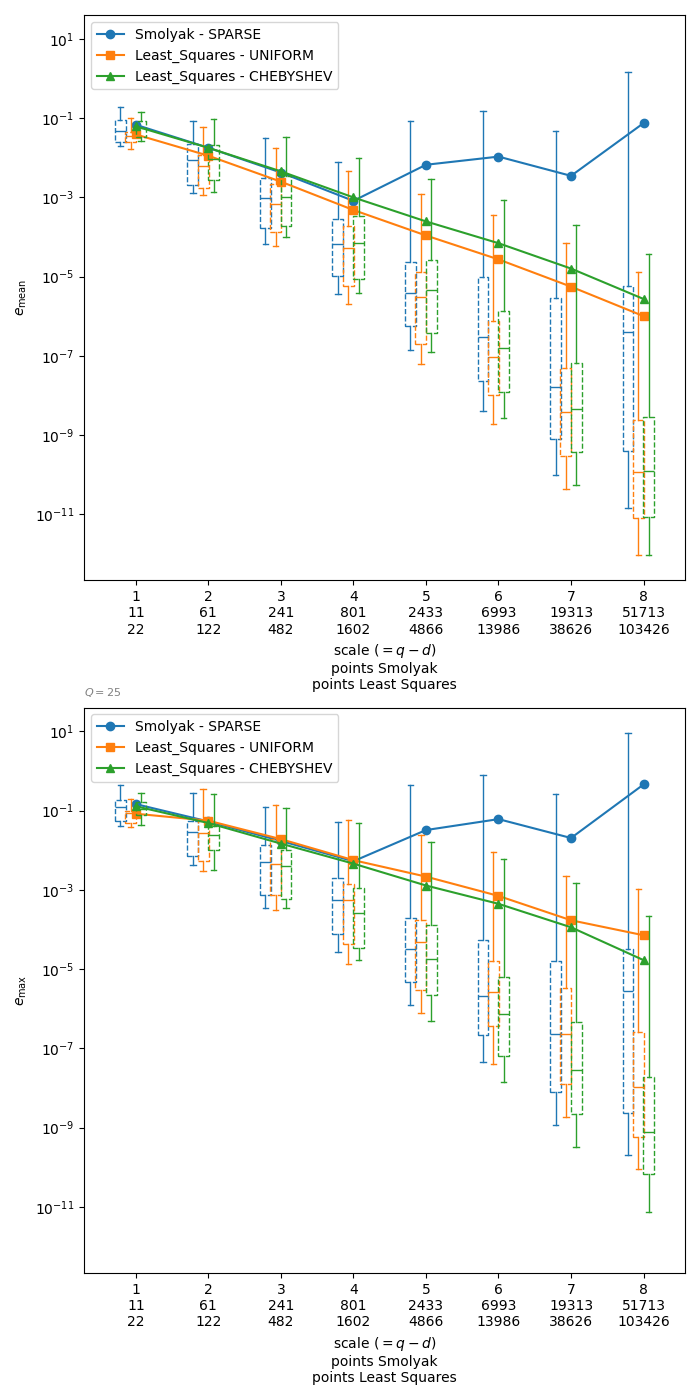 10¹
10⁻¹
10⁻³
10⁻⁵
10⁻⁷
10⁻⁹
10⁻¹¹
e_mean
Smolyak - SPARSE
Least_Squares - UNIFORM
Least_Squares - CHEBYSHEV
1 2 3 4 5 6 7 8
11 61 241 801 2433 6993 19313 51713
22 122 482 1602 4866 13986 38626 103426
scale (= q − d)
points Smolyak
points Least Squares
Q = 25
10¹
10⁻¹
10⁻³
10⁻⁵
10⁻⁷
10⁻⁹
10⁻¹¹
e_max
Smolyak - SPARSE
Least_Squares - UNIFORM
Least_Squares - CHEBYSHEV
1 2 3 4 5 6 7 8
11 61 241 801 2433 6993 19313 51713
22 122 482 1602 4866 13986 38626 103426
scale (= q − d)
points Smolyak
points Least Squares